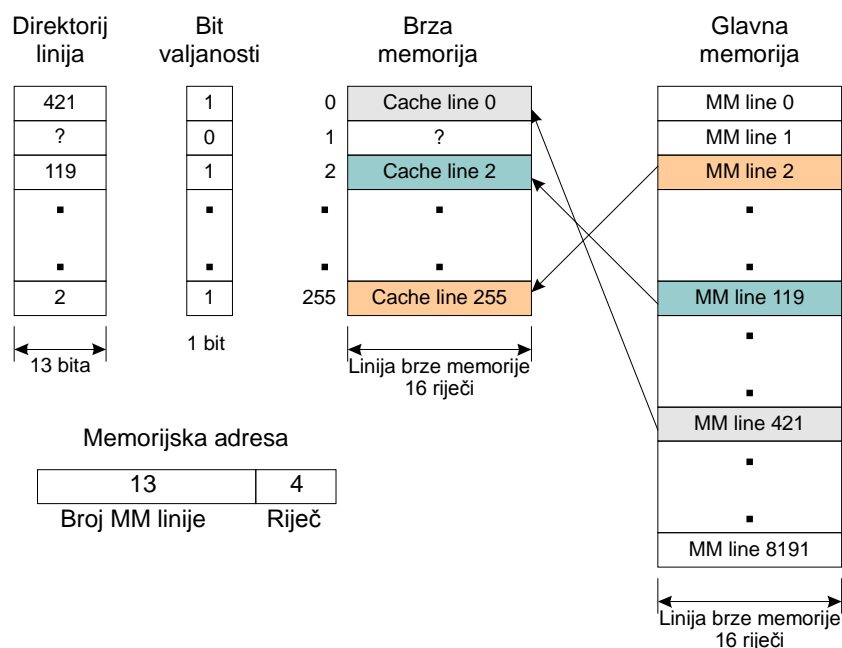 Direktorij
linija
Bit
valjanosti
Brza
memorija
Glavna
memorija
421
1
0
Cache line 0
MM line 0
?
0
1
?
MM line 1
119
1
2
Cache line 2
MM line 2
2
1
255
Cache line 255
MM line 119
13 bita
1 bit
Linija brze memorije
16 riječi
MM line 421
Memorijska adresa
13
4
Broj MM linije
Riječ
MM line 8191
Linija brze memorije
16 riječi